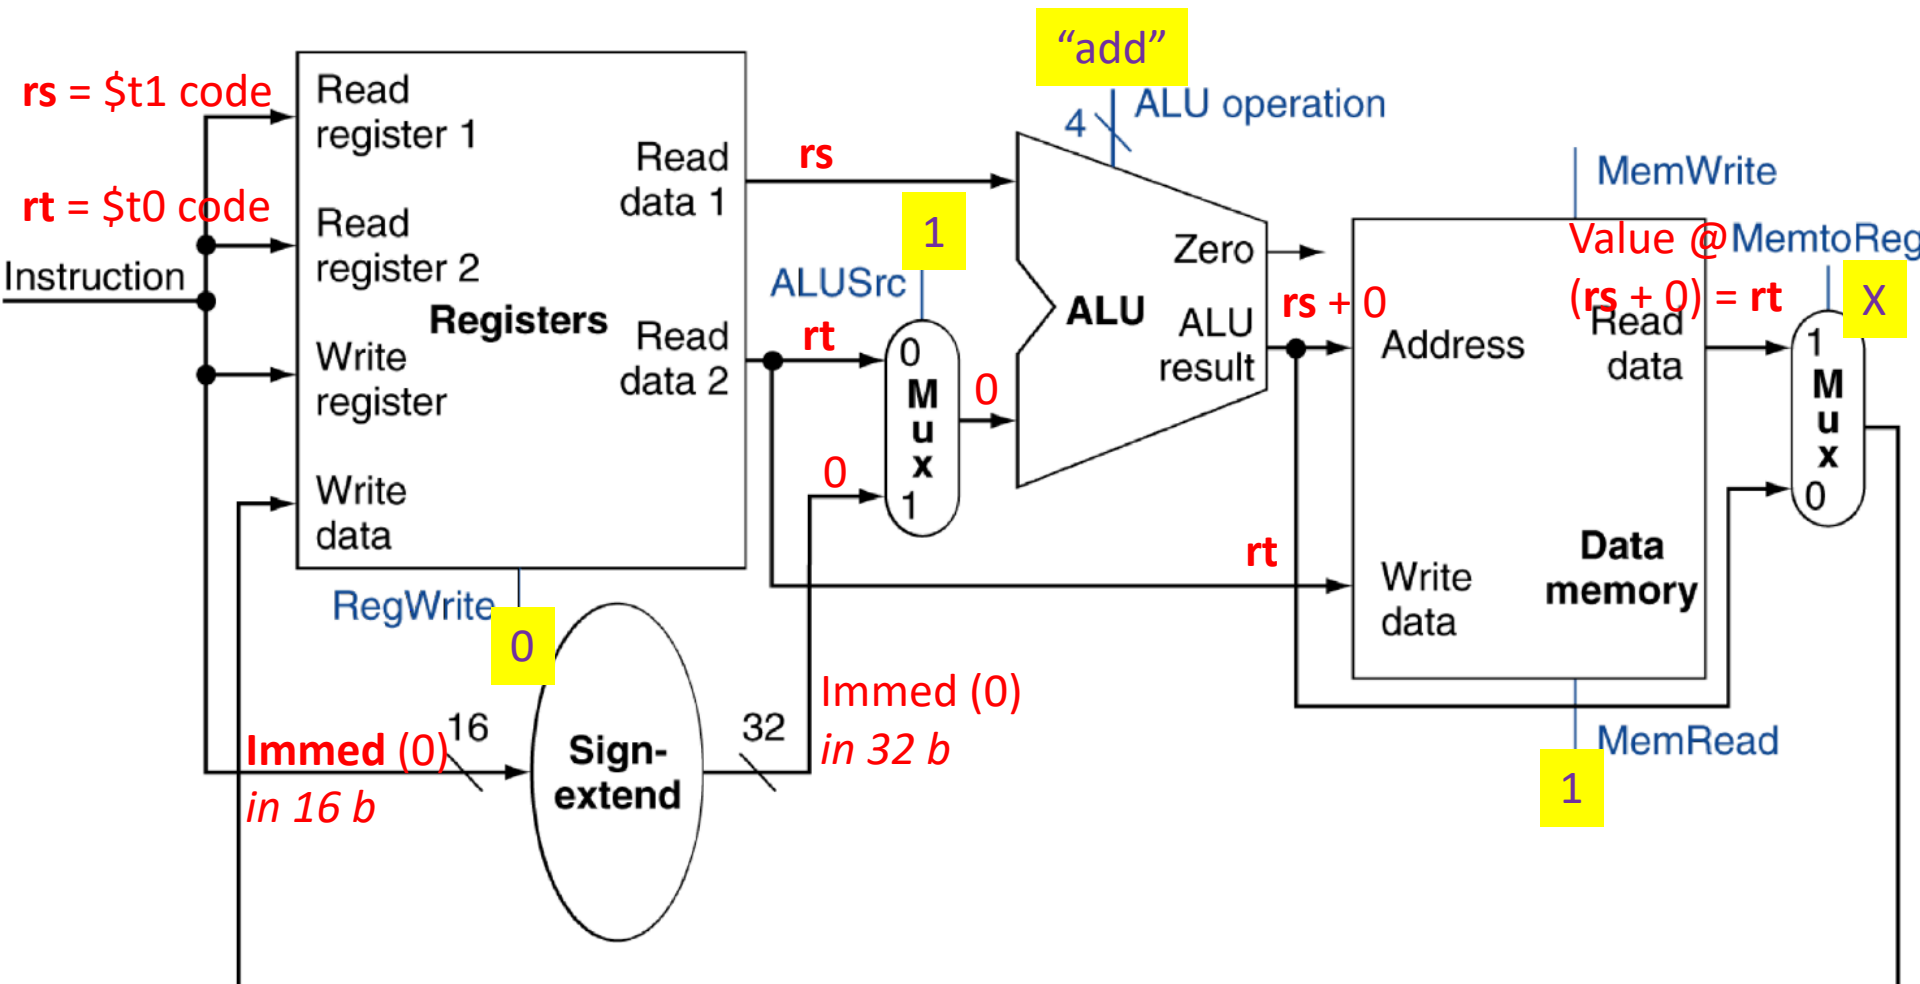 “add”
4
ALU operation
rs = $t1 code
Read
register 1
Read
data 1
rs
MemWrite
rt = $t0 code
Read
register 2
1
Zero
Value @
MemtoReg
Instruction
ALUSrc
(rs + 0) = rt
X
Registers
ALU
rs + 0
Read
data 2
rt
0
M
u
x
1
0
ALU
result
Address
Read
data
1
M
u
x
0
Write
register
0
Write
data
rt
Write
data
Data
memory
RegWrite
0
Immed (0)
in 32 b
16
32
Immed (0)
in 16 b
Sign-
extend
MemRead
1